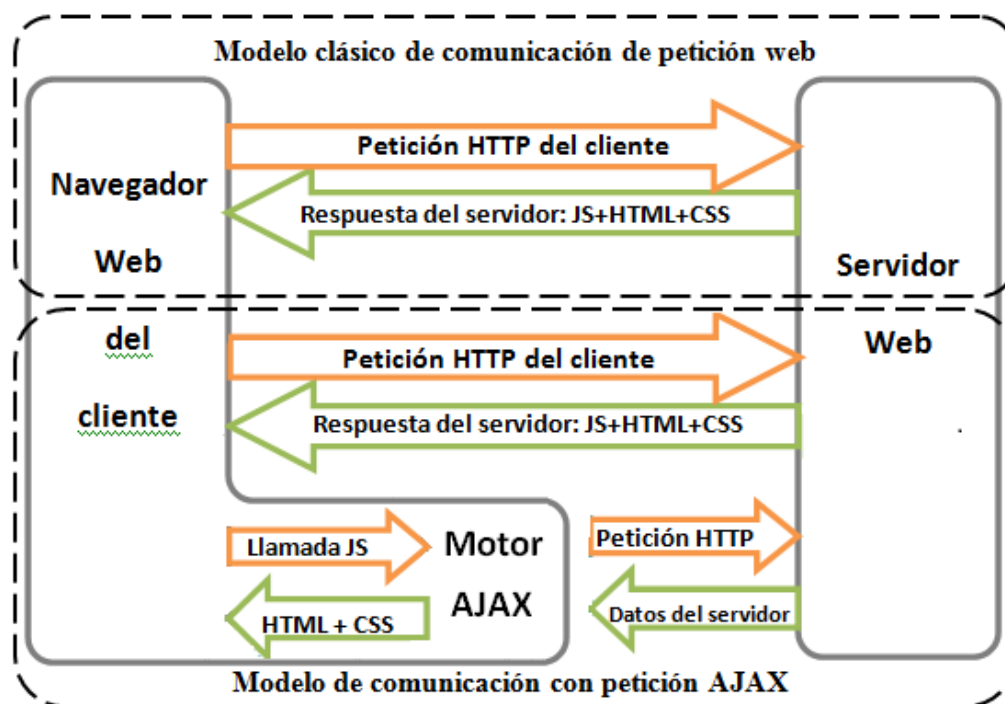 Modelo clásico de comunicación de petición web
Petición HTTP del cliente
Navegador
Respuesta del servidor: JS+HTML+CSS
Web
Servidor
del
Web
Petición HTTP del cliente
cliente
Respuesta del servidor: JS+HTML+CSS
Llamada JS
Motor
Petición HTTP
AJAX
HTML + CSS
Datos del servidor
Modelo de comunicación con petición AJAX